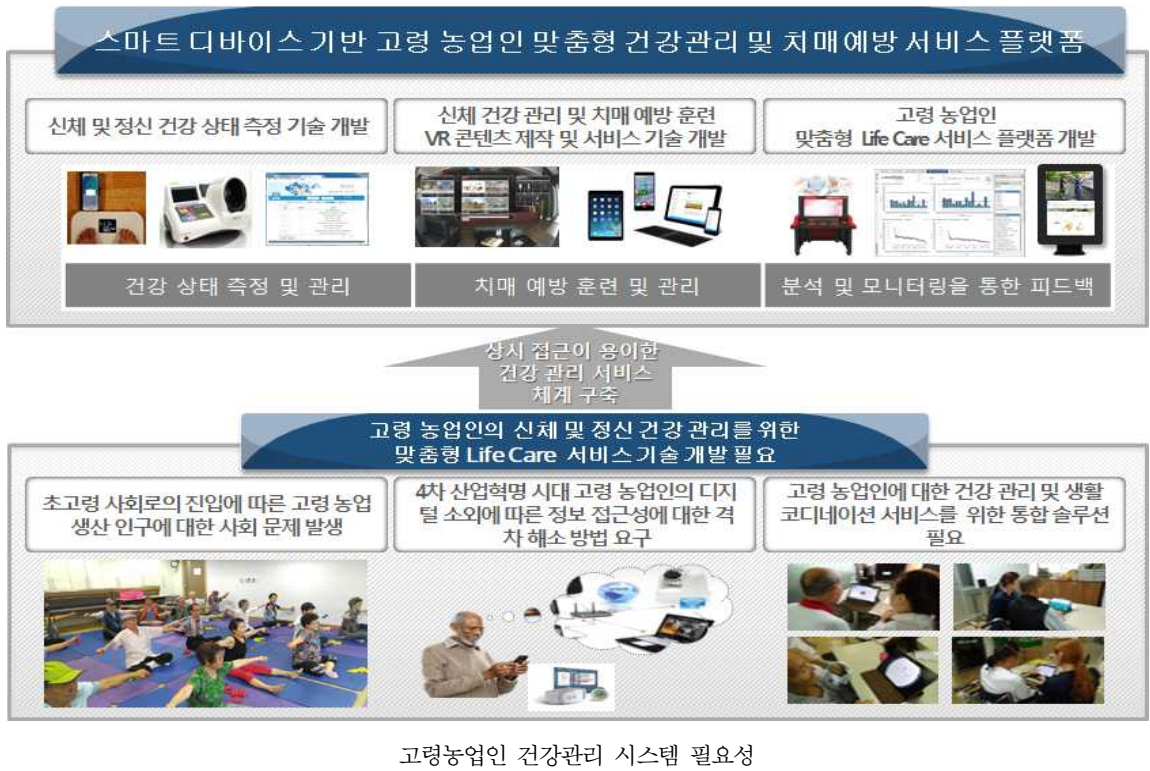 스마트 디바이스 기반 고령 농업인 맞춤형 건강관리 및 치매예방 서비스 플랫폼
신체 및 정신 건강 상태 측정 기술 개발
신체 건강 관리 및 치매 예방 훈련
VR 콘텐츠 제작 및 서비스 기술 개발
고령 농업인
맞춤형 Life Care 서비스 플랫폼 개발
건강 상태 측정 및 관리
치매 예방 훈련 및 관리
분석 및 모니터링을 통한 피드백
상시 접근이 용이한
건강 관리 서비스
체계 구축
고령 농업인의 신체 및 정신 건강 관리를 위한
맞춤형 Life Care 서비스 기술 개발 필요
초고령 사회로의 진입에 따른 고령 농업
생산 인구에 대한 사회 문제 발생
4차 산업혁명 시대 고령 농업인의 디지
털 소외에 따른 정보 접근성에 대한 격
차 해소 방법 요구
고령 농업인에 대한 건강 관리 및 생활
코디네이션 서비스를 위한 통합 솔루션
필요
고령농업인 건강관리 시스템 필요성